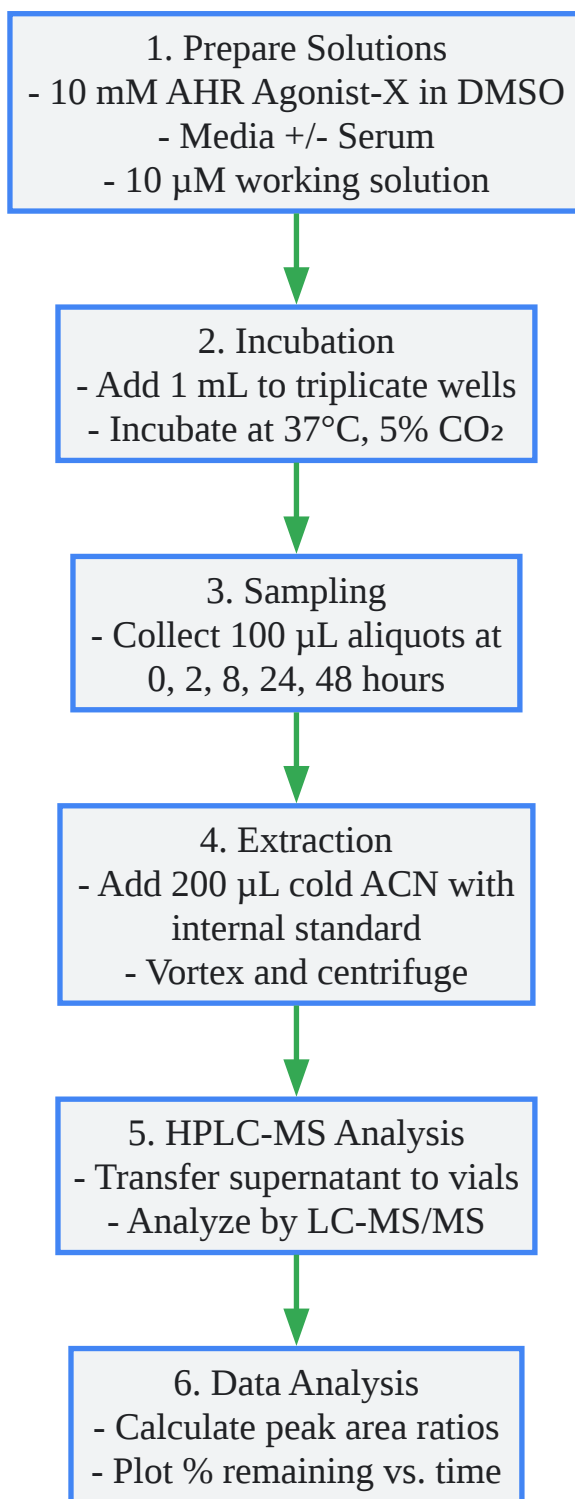 1. Prepare Solutions
- 10 mM AHR Agonist-X in DMSO
- Media +/- Serum
- 10 µM working solution
2. Incubation
- Add 1 mL to triplicate wells
- Incubate at 37°C, 5% CO₂
3. Sampling
- Collect 100 µL aliquots at
0, 2, 8, 24, 48 hours
4. Extraction
- Add 200 µL cold ACN with
internal standard
- Vortex and centrifuge
5. HPLC-MS Analysis
- Transfer supernatant to vials
- Analyze by LC-MS/MS
6. Data Analysis
- Calculate peak area ratios
- Plot % remaining vs. time